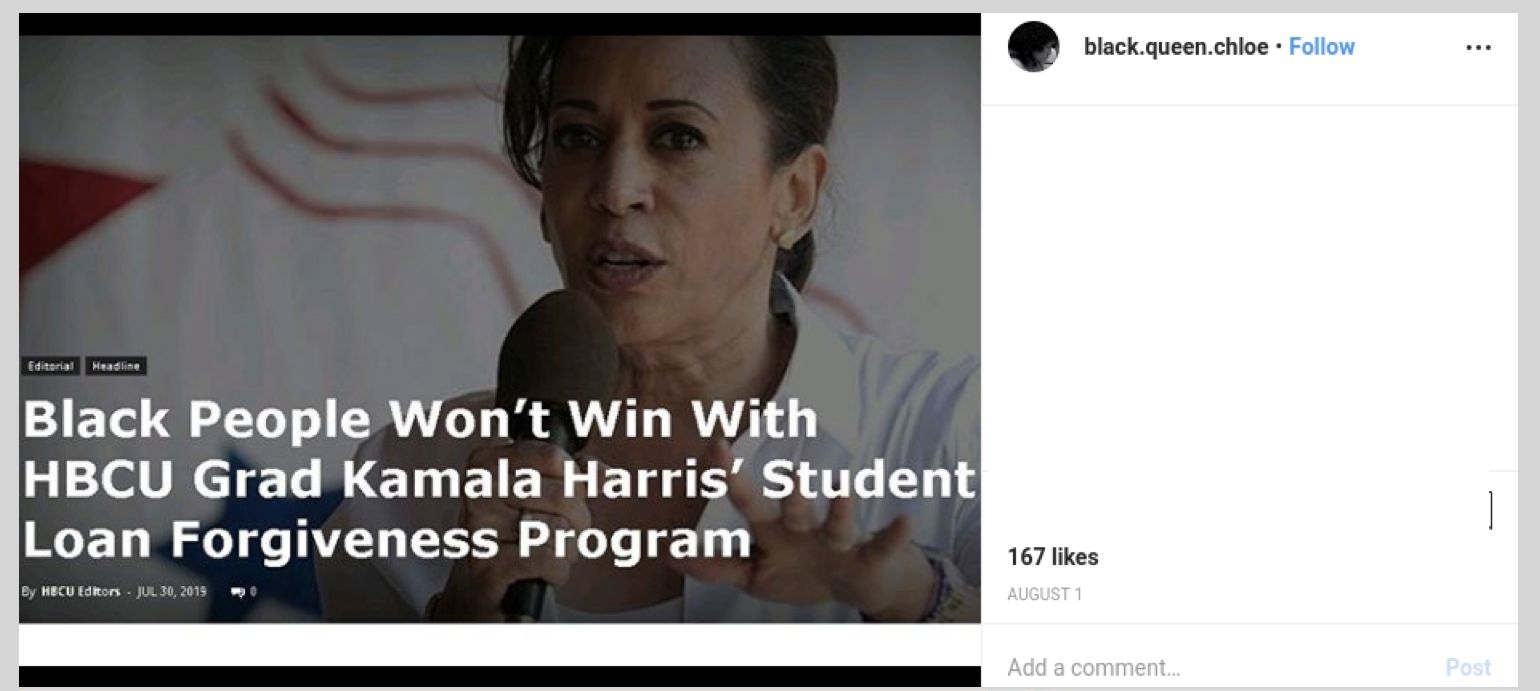 black.queen.chloe • Follow
Editorial Headline
Black People Won't Win With
HBCU Grad Kamala Harris' Student
Loan Forgiveness Program
By HBCU Editors - JUL 30, 2019 0
167 likes
AUGUST 1
Add a comment... Post